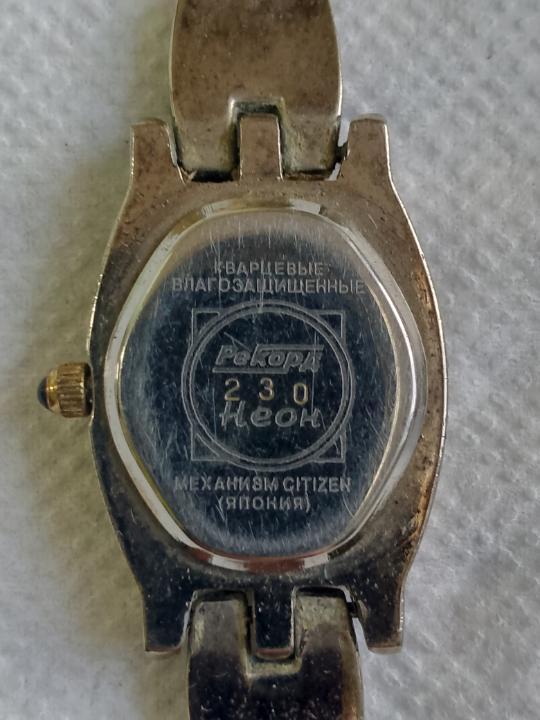 КВАРЦЕВЫЕ
ВЛАГОЗАЩИЩЕННЫЕ
Рекорд
230
Неон
МЕХАНИЗМ CITIZEN
(ЯПОНИЯ)